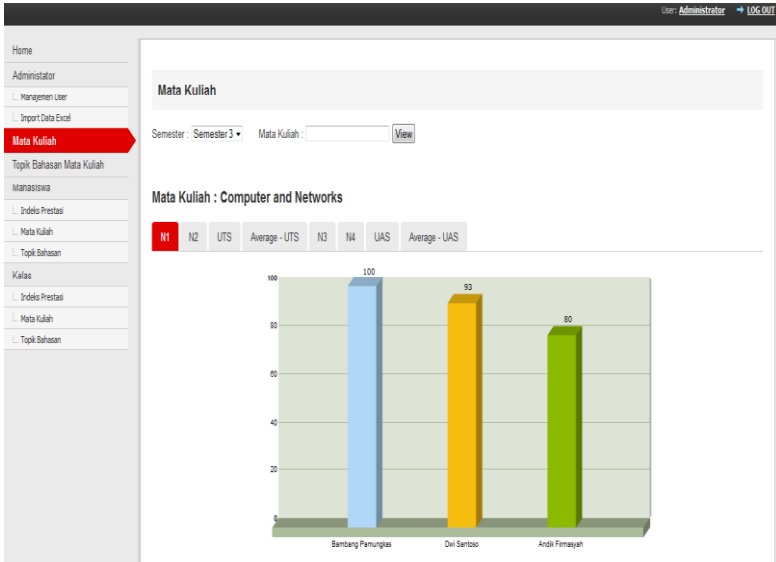 User: Administrator LOG OUT
Home
Administator
Manajemen User
Import Data Excel
Mata Kuliah
Topik Bahasan Mata Kuliah
Mahasiswa
Indeks Prestasi
Mata Kuliah
Topik Bahasan
Kelas
Indeks Prestasi
Mata Kuliah
Topik Bahasan
Mata Kuliah
Semester : Semester 3 Mata Kuliah : View
Mata Kuliah : Computer and Networks
N1 N2 UTS Average - UTS N3 N4 UAS Average - UAS
100
80
60
40
20
0
100
93
80
Bambang Pamungkas Dwi Santoso Andik Firmasyah